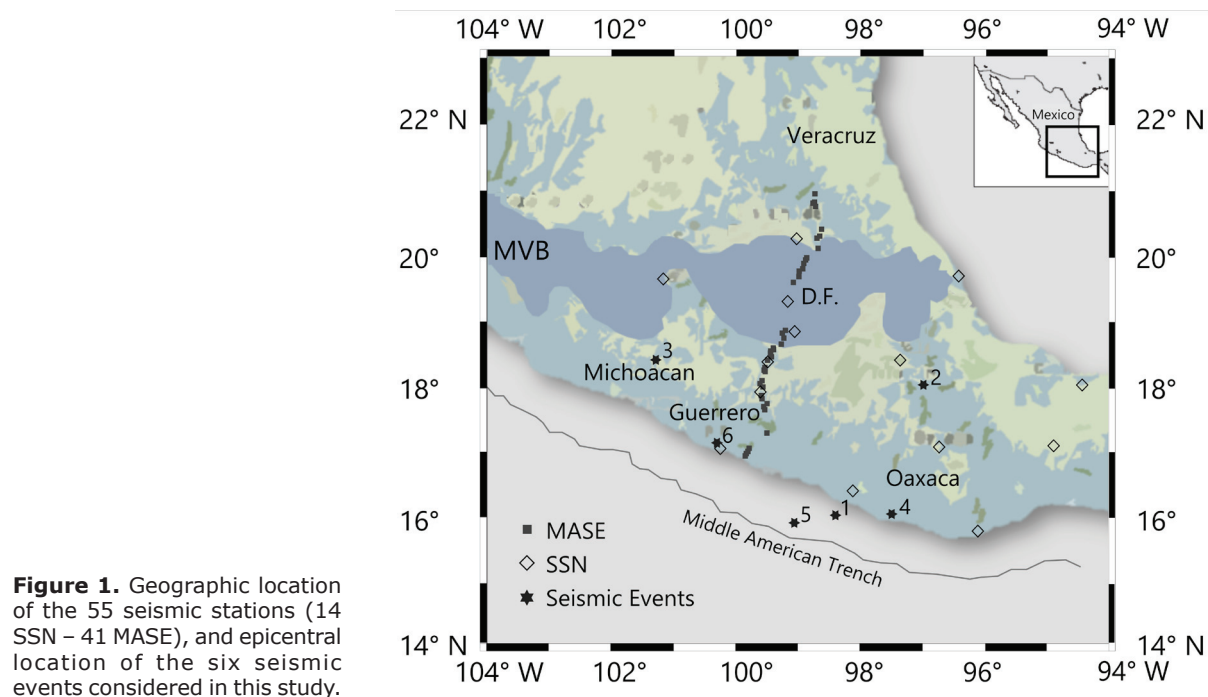 104° W
102°
100°
98°
96°
94° W
22° N
22° N
Mexico
Veracruz
20°
20°
MVB
D.F.
3
Michoacan
2
18°
18°
Guerrero
6
Oaxaca
16°
5
1
4
16°
Middle American Trench
MASE
SSN
Seismic Events
14° N
14° N
104° W
102°
100°
98°
96°
94° W
Figure 1. Geographic location
of the 55 seismic stations (14
SSN – 41 MASE), and epicentral
location of the six seismic
events considered in this study.